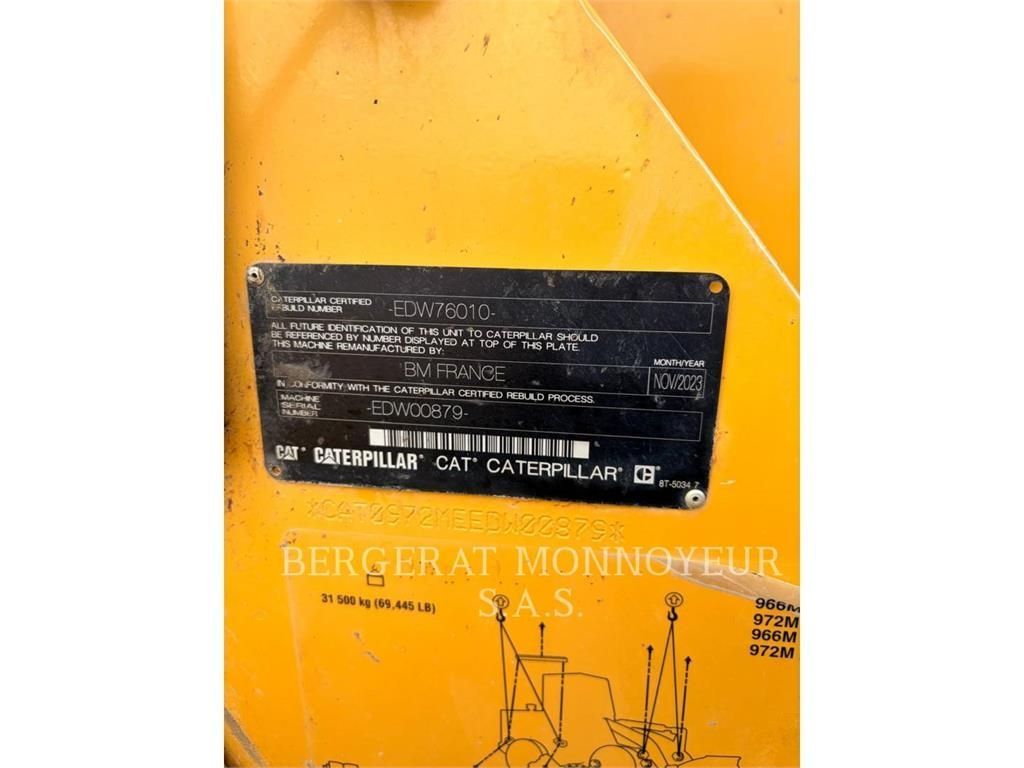 CATERPILLAR CERTIFIED
REBUILD NUMBER -EDW76010-
ALL FUTURE IDENTIFICATION OF THIS UNIT TO CATERPILLAR SHOULD
BE REFERENCED BY NUMBER DISPLAYED AT TOP OF THIS PLATE.
THIS MACHINE REMANUFACTURED BY:
MONTH/YEAR
BM FRANCE NOV/2023
IN CONFORMITY WITH THE CATERPILLAR CERTIFIED REBUILD PROCESS.
MACHINE
SERIAL
NUMBER -EDW00879-
CAT CATERPILLAR CAT CATERPILLAR
8T-5034 7
*CAT0972MEEDW00879*
BERGERAT MONNOYEUR
S.A.S.
31 500 kg (69,445 LB)
966M
972M
966M
972M